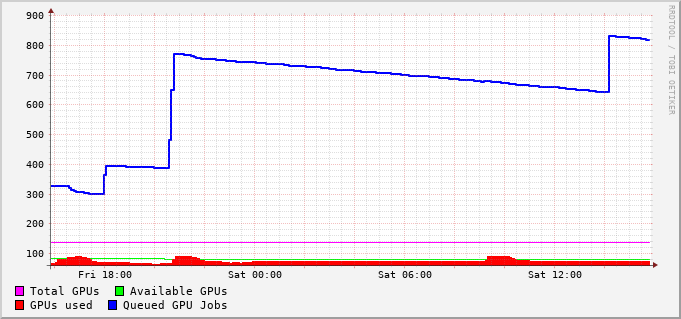 900
800
700
600
500
400
300
200
100
Fri 18:00 Sat 00:00 Sat 06:00 Sat 12:00
Total GPUs Available GPUs
GPUs used Queued GPU Jobs
RRDTOOL / TOBI OETIKER